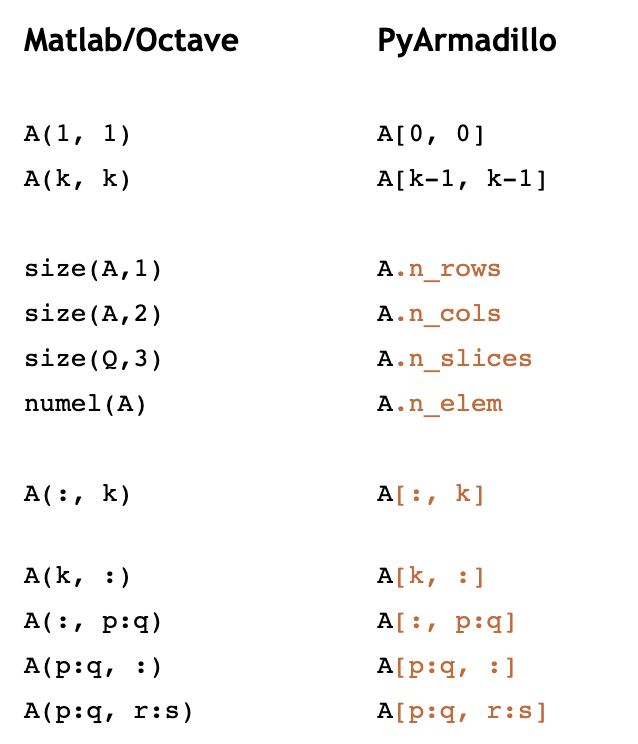 Matlab/Octave PyArmadillo
A(1, 1) A[0, 0]
A(k, k) A[k-1, k-1]
size(A,1) A.n_rows
size(A,2) A.n_cols
size(Q,3) A.n_slices
numel(A) A.n_elem
A(:, k) A[:, k]
A(k, :) A[k, :]
A(:, p:q) A[:, p:q]
A(p:q, :) A[p:q, :]
A(p:q, r:s) A[p:q, r:s]